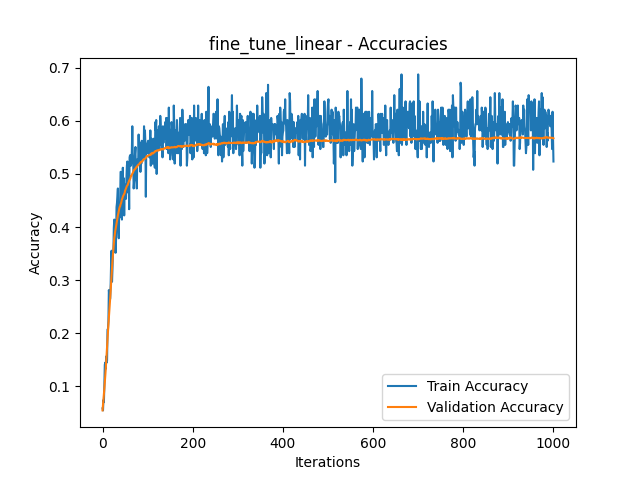 fine_tune_linear - Accuracies
0.7
0.6
0.5
0.4
0.3
0.2
0.1
Accuracy
0
200
400
600
800
1000
Iterations
Train Accuracy
Validation Accuracy